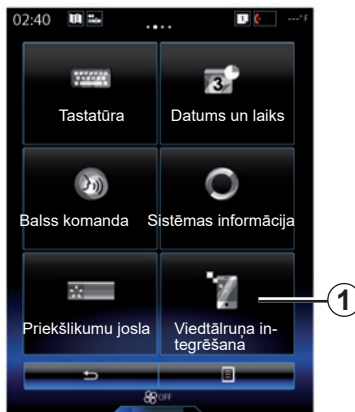 02:40 ---°F
Tastatūra
Datums un laiks
Balss komanda
Sistēmas informācija
Priekšlikumu josla
Viedtālruņa in-
tegrēšana
1
OFF